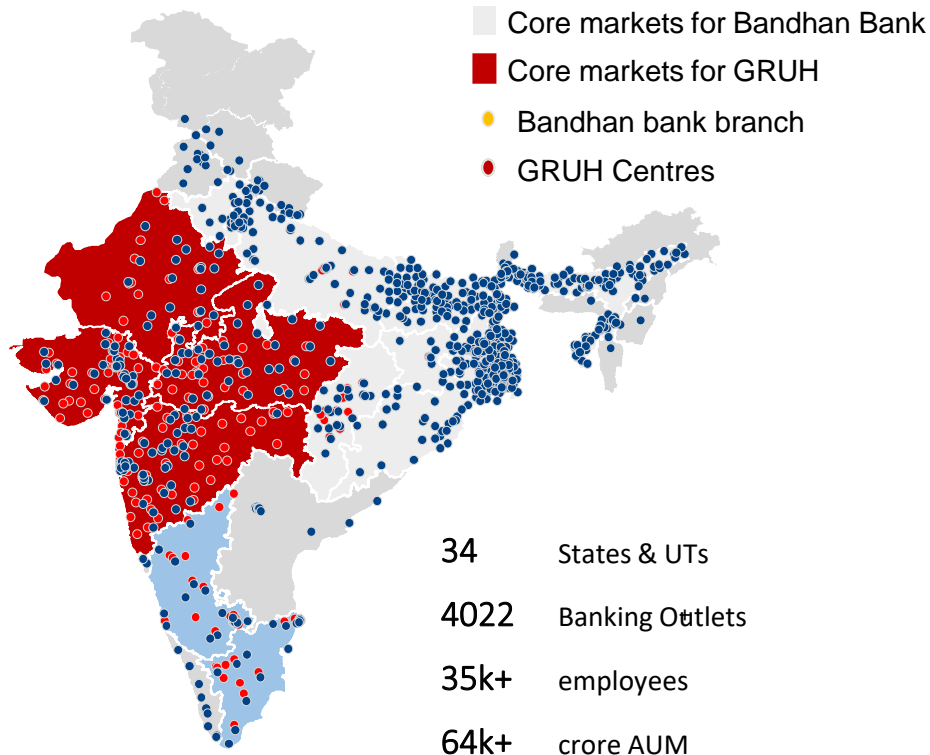 Core markets for Bandhan Bank
Core markets for GRUH
Bandhan bank branch
GRUH Centres
34 States & UTs
4022 Banking Outlets
35k+ employees
64k+ crore AUM